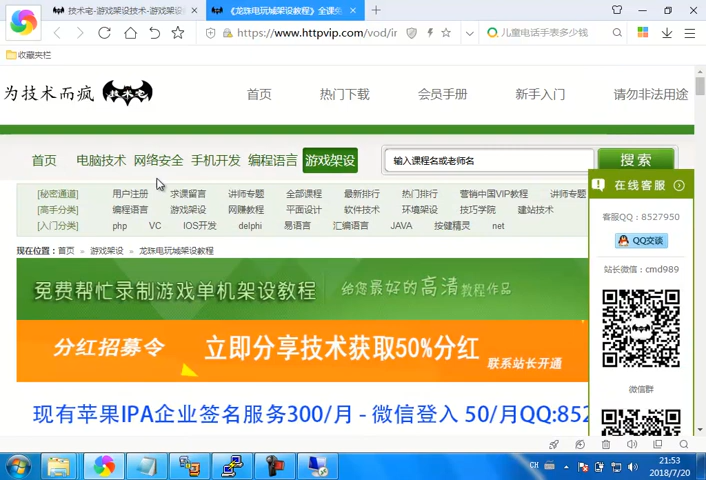 技术宅-游戏架设技术-游戏架设
《龙珠电玩城架设教程》全课
https://www.httpvip.com/vod/in
儿童电话手表多少钱
收藏夹栏
为技术而疯
技术宅
首页 热门下载 会员手册 新手入门 请勿非法用途
首页 电脑技术 网络安全 手机开发 编程语言 游戏架设
输入课程名或老师名
搜索
[秘密通道] 用户注册 求课留言 讲师专题 全部课程 最新排行 热门排行 营销中国VIP教程 讲师专题
[高手分类] 编程语言 游戏架设 网赚教程 平面设计 软件技术 环境架设 技巧学院 建站技术
[入门分类] php VC IOS开发 delphi 易语言 汇编语言 JAVA 按健精灵 net
现在位置：首页 » 游戏架设 » 龙珠电玩城架设教程
免费帮忙录制游戏单机架设教程 给您最好的高清教程作品
分红招募令 立即分享技术获取50%分红 联系站长开通
现有苹果IPA企业签名服务300/月 - 微信登入 50/月QQ:852
在线客服
客服QQ：8527950
QQ交谈
站长微信：cmd989
微信群
CH
21:53
2018/7/20